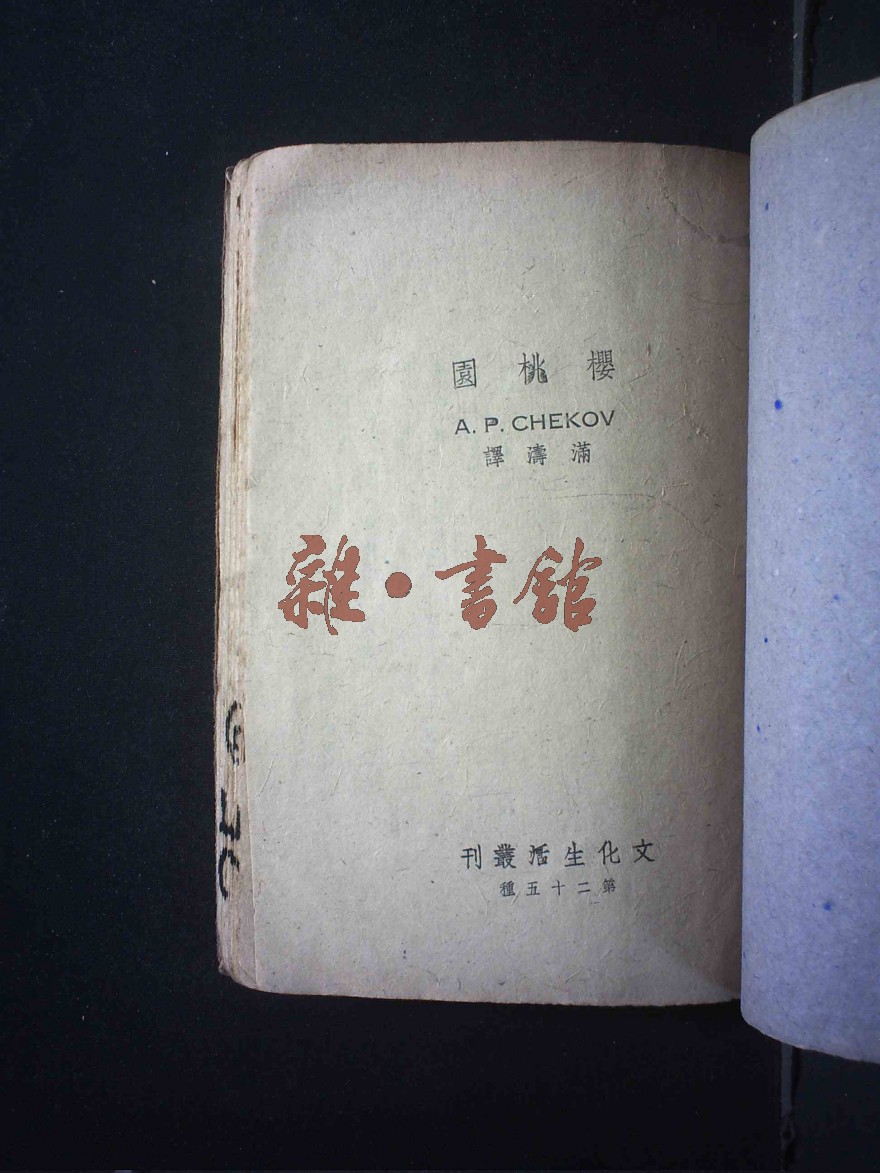 櫻桃園
A. P. CHEKOV
滿濤譯
雜·書館
文化生活叢刊
第二十五種